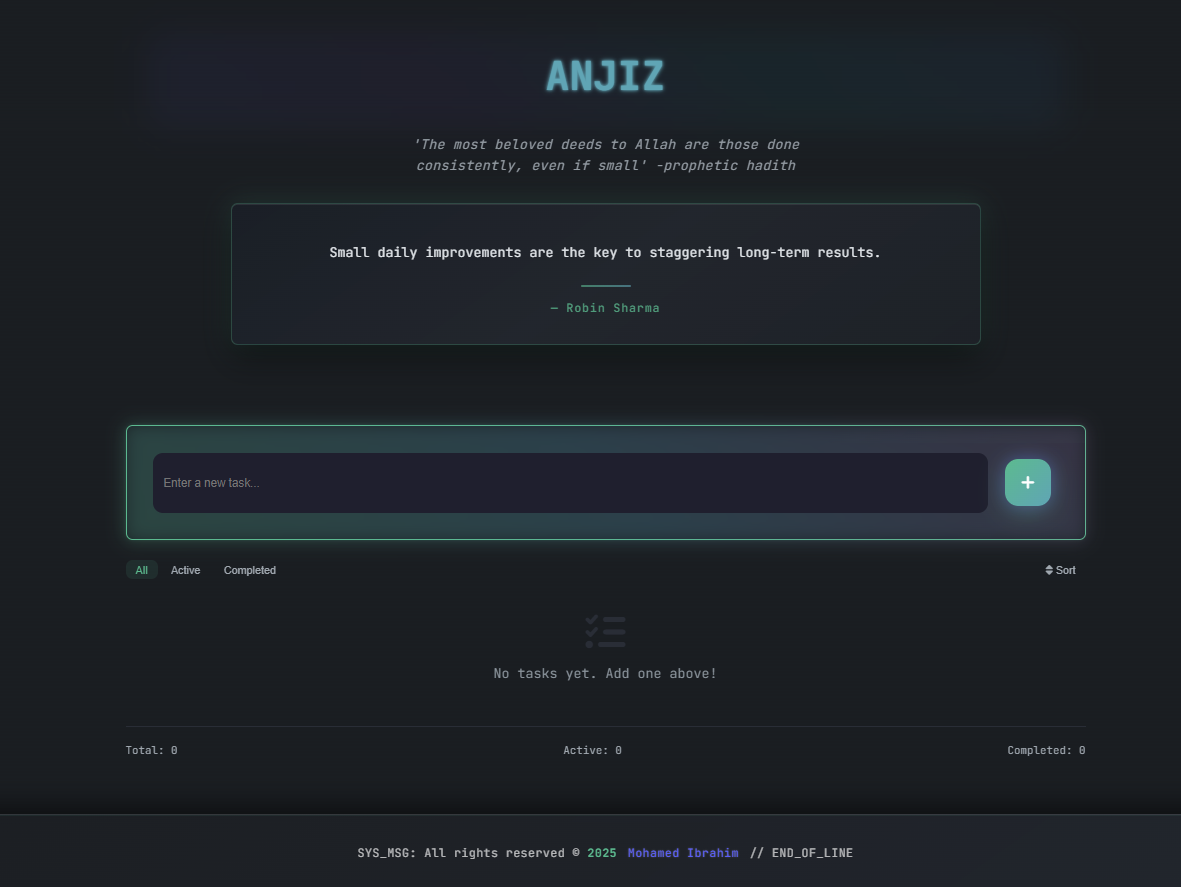 ANJIZ
'The most beloved deeds to Allah are those done
consistently, even if small' -prophetic hadith
Small daily improvements are the key to staggering long-term results.
— Robin Sharma
Enter a new task...
+
All Active Completed Sort
No tasks yet. Add one above!
Total: 0 Active: 0 Completed: 0
SYS_MSG: All rights reserved © 2025 Mohamed Ibrahim // END_OF_LINE